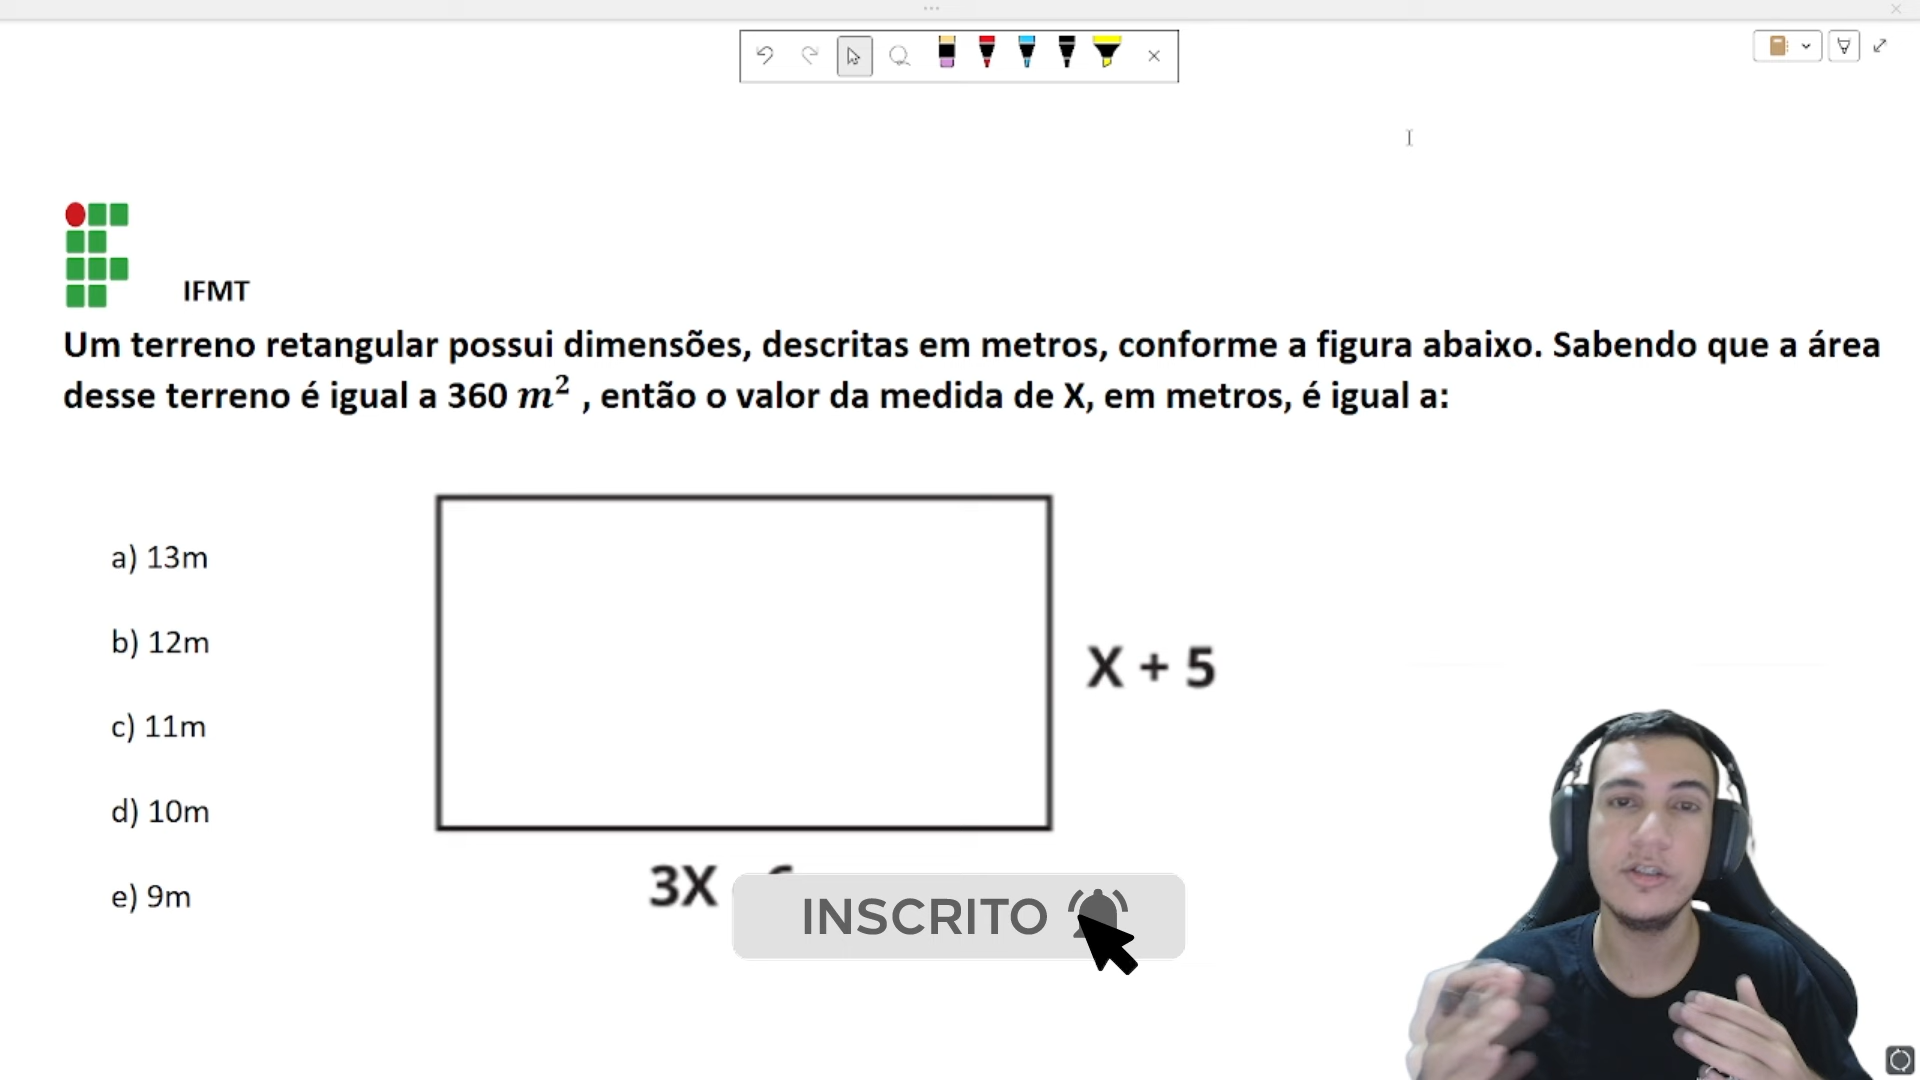 IFMT
Um terreno retangular possui dimensões, descritas em metros, conforme a figura abaixo. Sabendo que a área
desse terreno é igual a 360 m² , então o valor da medida de X, em metros, é igual a:
a) 13m
b) 12m
c) 11m
d) 10m
e) 9m
X + 5
3X
INSCRITO